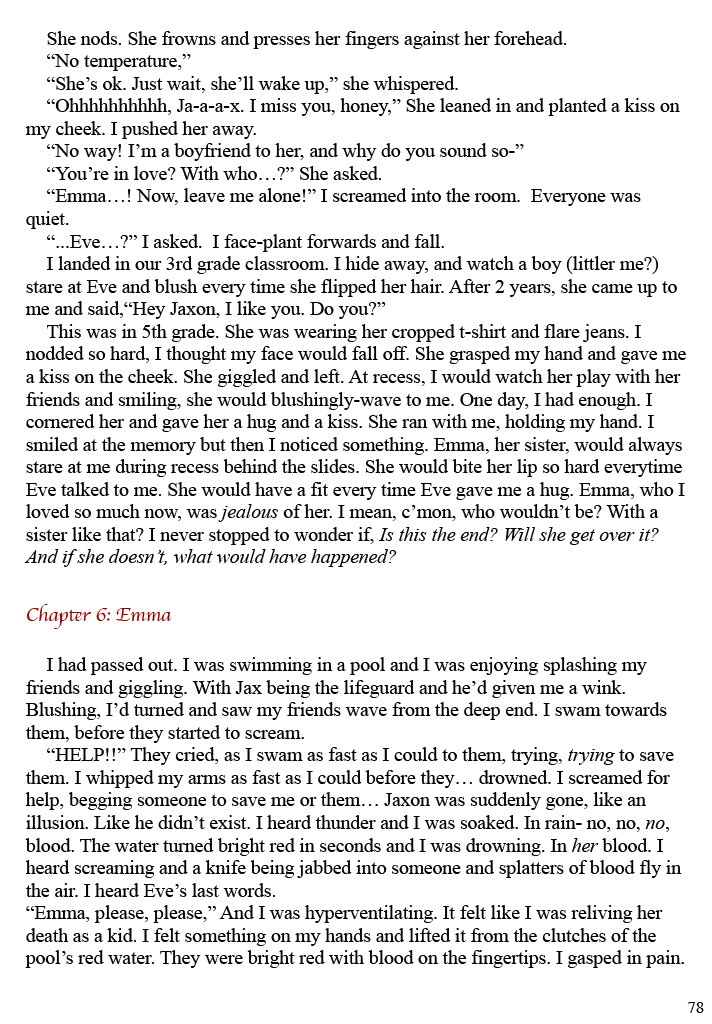 She nods. She frowns and presses her fingers against her forehead.
“No temperature,”
“She’s ok. Just wait, she’ll wake up,” she whispered.
“Ohhhhhhhhhh, Ja-a-a-x. I miss you, honey,” She leaned in and planted a kiss on
my cheek. I pushed her away.
“No way! I’m a boyfriend to her, and why do you sound so-”
“You’re in love? With who…?” She asked.
“Emma…! Now, leave me alone!” I screamed into the room.  Everyone was
quiet.
“...Eve…?” I asked.  I face-plant forwards and fall.
I landed in our 3rd grade classroom. I hide away, and watch a boy (littler me?)
stare at Eve and blush every time she flipped her hair. After 2 years, she came up to
me and said,“Hey Jaxon, I like you. Do you?”
This was in 5th grade. She was wearing her cropped t-shirt and flare jeans. I
nodded so hard, I thought my face would fall off. She grasped my hand and gave me
a kiss on the cheek. She giggled and left. At recess, I would watch her play with her
friends and smiling, she would blushingly-wave to me. One day, I had enough. I
cornered her and gave her a hug and a kiss. She ran with me, holding my hand. I
smiled at the memory but then I noticed something. Emma, her sister, would always
stare at me during recess behind the slides. She would bite her lip so hard everytime
Eve talked to me. She would have a fit every time Eve gave me a hug. Emma, who I
loved so much now, was jealous of her. I mean, c’mon, who wouldn’t be? With a
sister like that? I never stopped to wonder if, Is this the end? Will she get over it?
And if she doesn’t, what would have happened?
Chapter 6: Emma
I had passed out. I was swimming in a pool and I was enjoying splashing my
friends and giggling. With Jax being the lifeguard and he’d given me a wink.
Blushing, I’d turned and saw my friends wave from the deep end. I swam towards
them, before they started to scream.
“HELP!!” They cried, as I swam as fast as I could to them, trying, trying to save
them. I whipped my arms as fast as I could before they… drowned. I screamed for
help, begging someone to save me or them… Jaxon was suddenly gone, like an
illusion. Like he didn’t exist. I heard thunder and I was soaked. In rain- no, no, no,
blood. The water turned bright red in seconds and I was drowning. In her blood. I
heard screaming and a knife being jabbed into someone and splatters of blood fly in
the air. I heard Eve’s last words.
“Emma, please, please,” And I was hyperventilating. It felt like I was reliving her
death as a kid. I felt something on my hands and lifted it from the clutches of the
pool’s red water. They were bright red with blood on the fingertips. I gasped in pain.
78